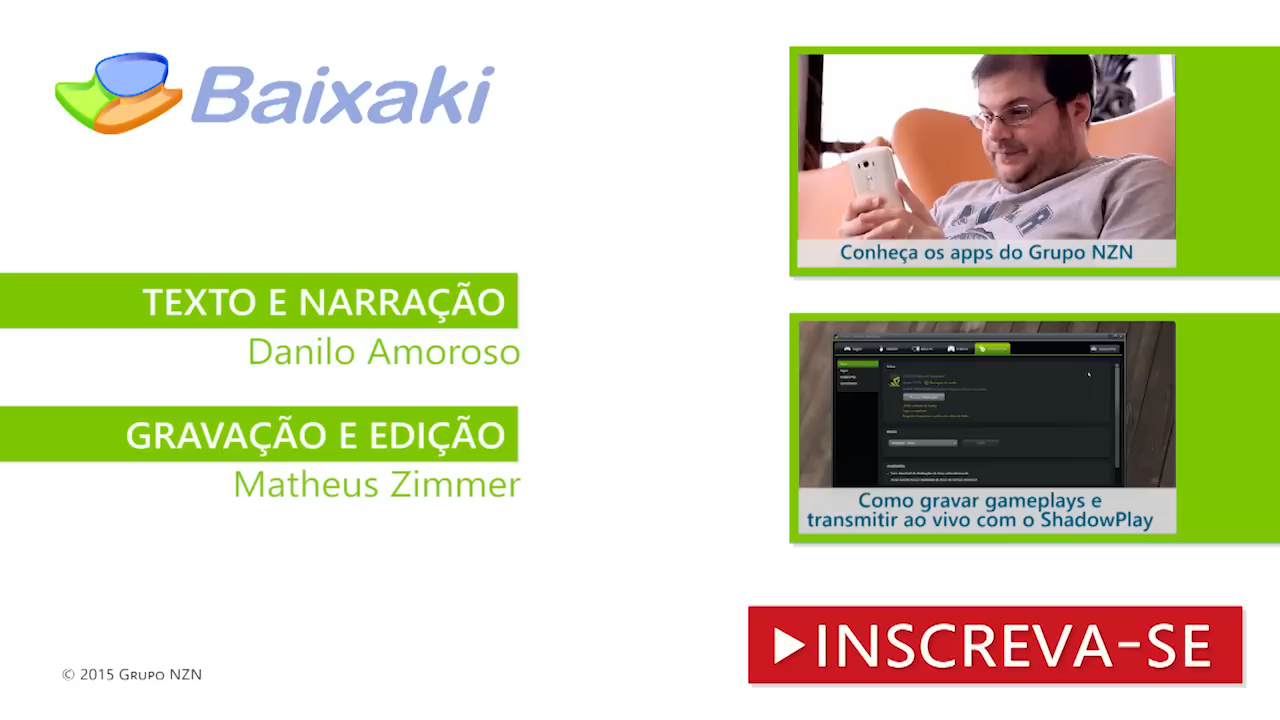 Baixaki
TEXTO E NARRAÇÃO
Danilo Amoroso
GRAVAÇÃO E EDIÇÃO
Matheus Zimmer
© 2015 GRUPO NZN
Conheça os apps do Grupo NZN
Como gravar gameplays e
transmitir ao vivo com o ShadowPlay
INSCREVA-SE